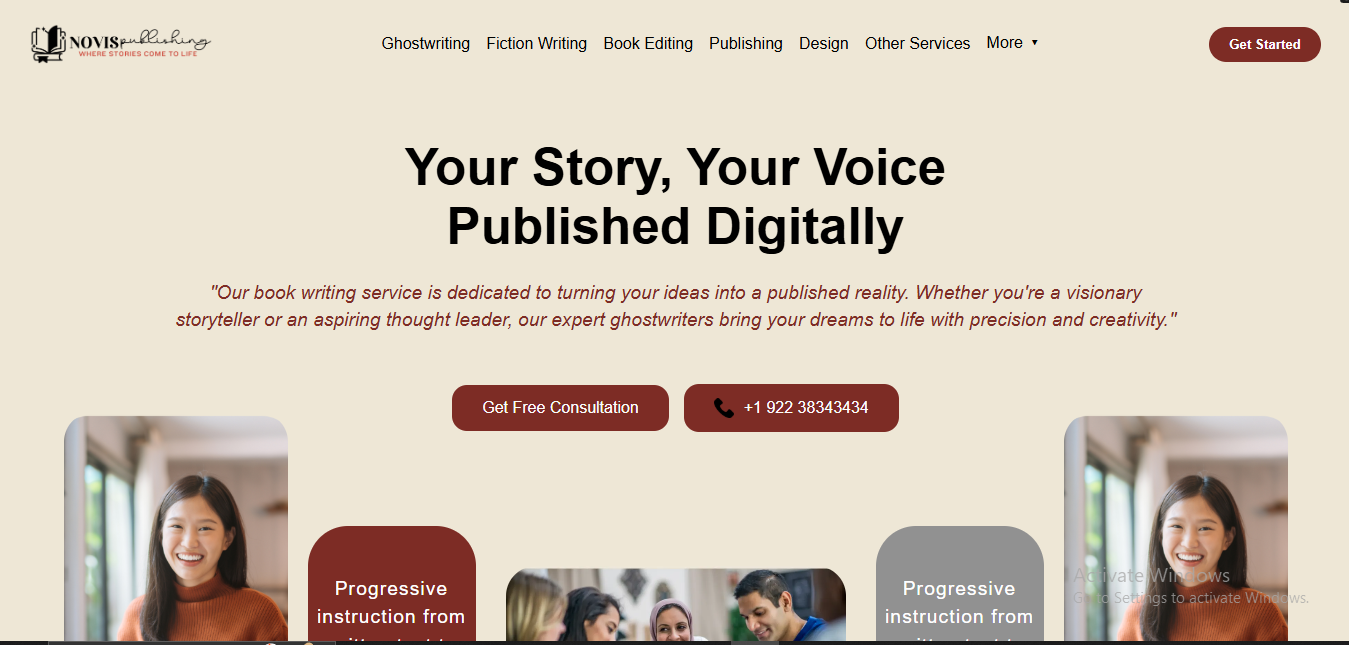 NOVIS publishing
WHERE STORIES COME TO LIFE
Ghostwriting Fiction Writing Book Editing Publishing Design Other Services More ▼
Get Started
Your Story, Your Voice
Published Digitally
"Our book writing service is dedicated to turning your ideas into a published reality. Whether you're a visionary
storyteller or an aspiring thought leader, our expert ghostwriters bring your dreams to life with precision and creativity."
Get Free Consultation
+1 922 38343434
Progressive
instruction from
Progressive
instruction from
Activate Windows
Go to Settings to activate Windows.